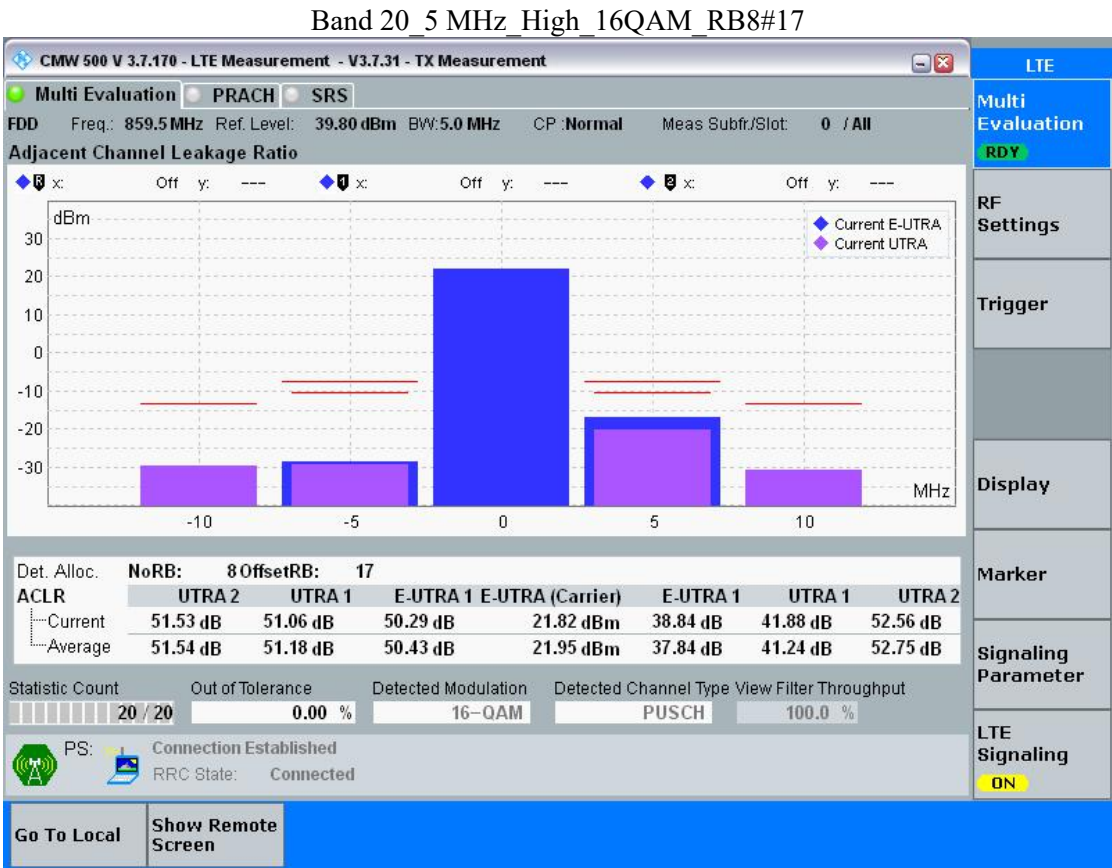 Band 20_5 MHz_High_16QAM_RB8#17
CMW 500 V 3.7.170 - LTE Measurement - V3.7.31 - TX Measurement
LTE
Multi Evaluation PRACH SRS
FDD Freq.: 859.5 MHz Ref. Level: 39.80 dBm BW: 5.0 MHz CP :Normal Meas Subfr./Slot: 0 / All
Adjacent Channel Leakage Ratio
R x: Off y: --- 1 x: Off y: --- 2 x: Off y: ---
dBm
Current E-UTRA
Current UTRA
30
20
10
0
-10
-20
-30
MHz
-10 -5 0 5 10
Det. Alloc. NoRB: 8 OffsetRB: 17
ACLR UTRA 2 UTRA 1 E-UTRA 1 E-UTRA (Carrier) E-UTRA 1 UTRA 1 UTRA 2
Current 51.53 dB 51.06 dB 50.29 dB 21.82 dBm 38.84 dB 41.88 dB 52.56 dB
Average 51.54 dB 51.18 dB 50.43 dB 21.95 dBm 37.84 dB 41.24 dB 52.75 dB
Statistic Count Out of Tolerance Detected Modulation Detected Channel Type View Filter Throughput
20 / 20 0.00 % 16-QAM PUSCH 100.0 %
PS: Connection Established
RRC State: Connected
Multi
Evaluation
RDY
RF
Settings
Trigger
Display
Marker
Signaling
Parameter
LTE
Signaling
ON
Go To Local
Show Remote
Screen